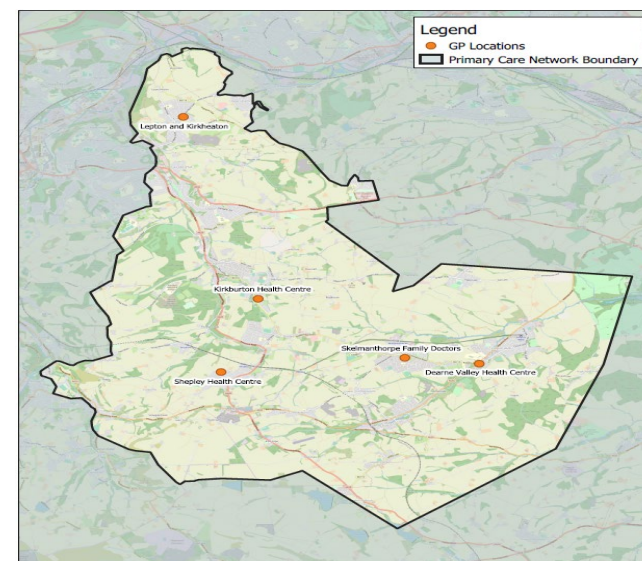 Legend
GP Locations
Primary Care Network Boundary
Lepton and Kirkheaton
Kirkburton Health Centre
Skelmanthorpe Family Doctors
Dearne Valley Health Centre
Shepley Health Centre